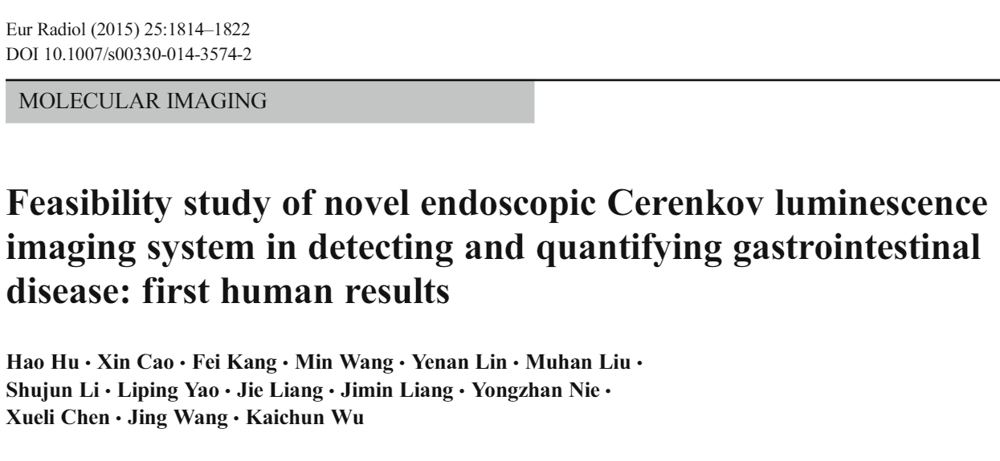 Eur Radiol (2015) 25:1814–1822
DOI 10.1007/s00330-014-3574-2
MOLECULAR IMAGING
Feasibility study of novel endoscopic Cerenkov luminescence
imaging system in detecting and quantifying gastrointestinal
disease: first human results
Hao Hu · Xin Cao · Fei Kang · Min Wang · Yenan Lin · Muhan Liu ·
Shujun Li · Liping Yao · Jie Liang · Jimin Liang · Yongzhan Nie ·
Xueli Chen · Jing Wang · Kaichun Wu